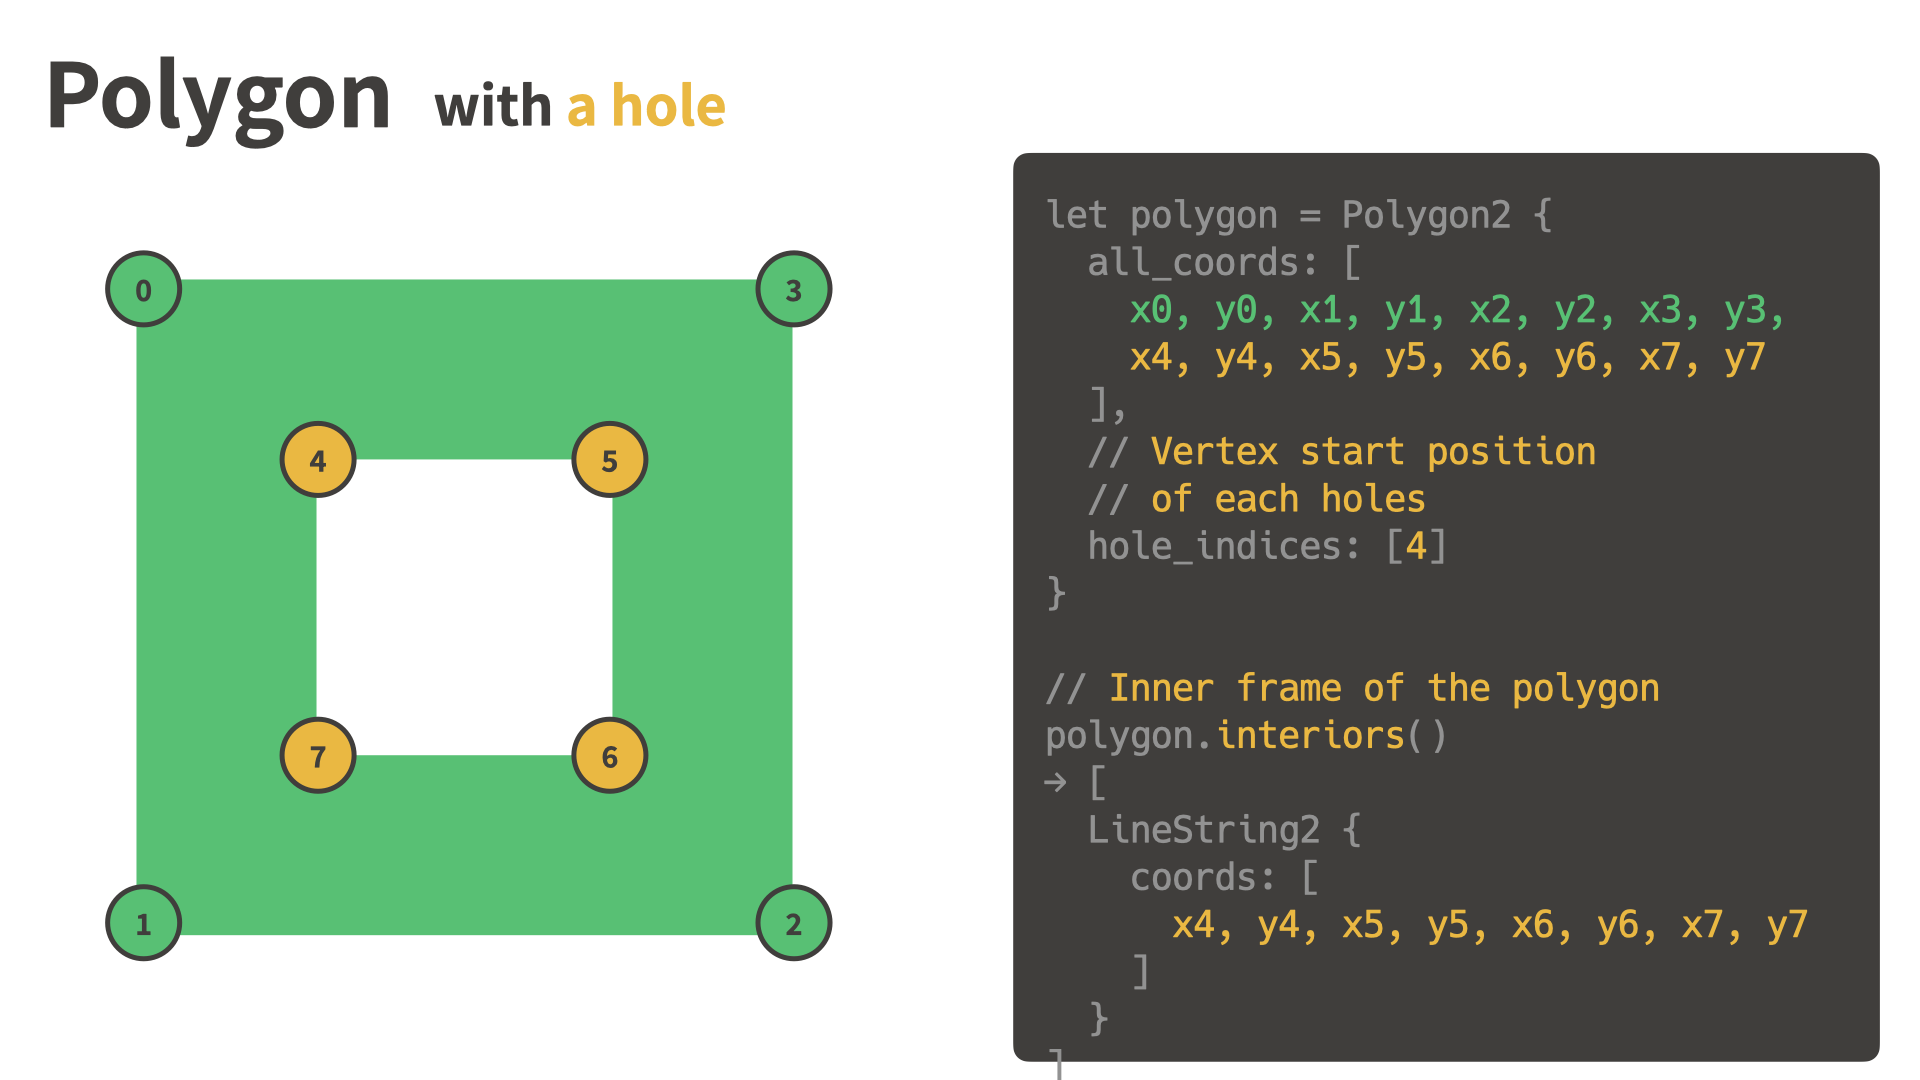 Polygon with a hole
0
3
4
5
7
6
1
2
let polygon = Polygon2 {
  all_coords: [
    x0, y0, x1, y1, x2, y2, x3, y3,
    x4, y4, x5, y5, x6, y6, x7, y7
  ],
  // Vertex start position
  // of each holes
  hole_indices: [4]
}

// Inner frame of the polygon
polygon.interiors()
→ [
  LineString2 {
    coords: [
      x4, y4, x5, y5, x6, y6, x7, y7
    ]
  }
]